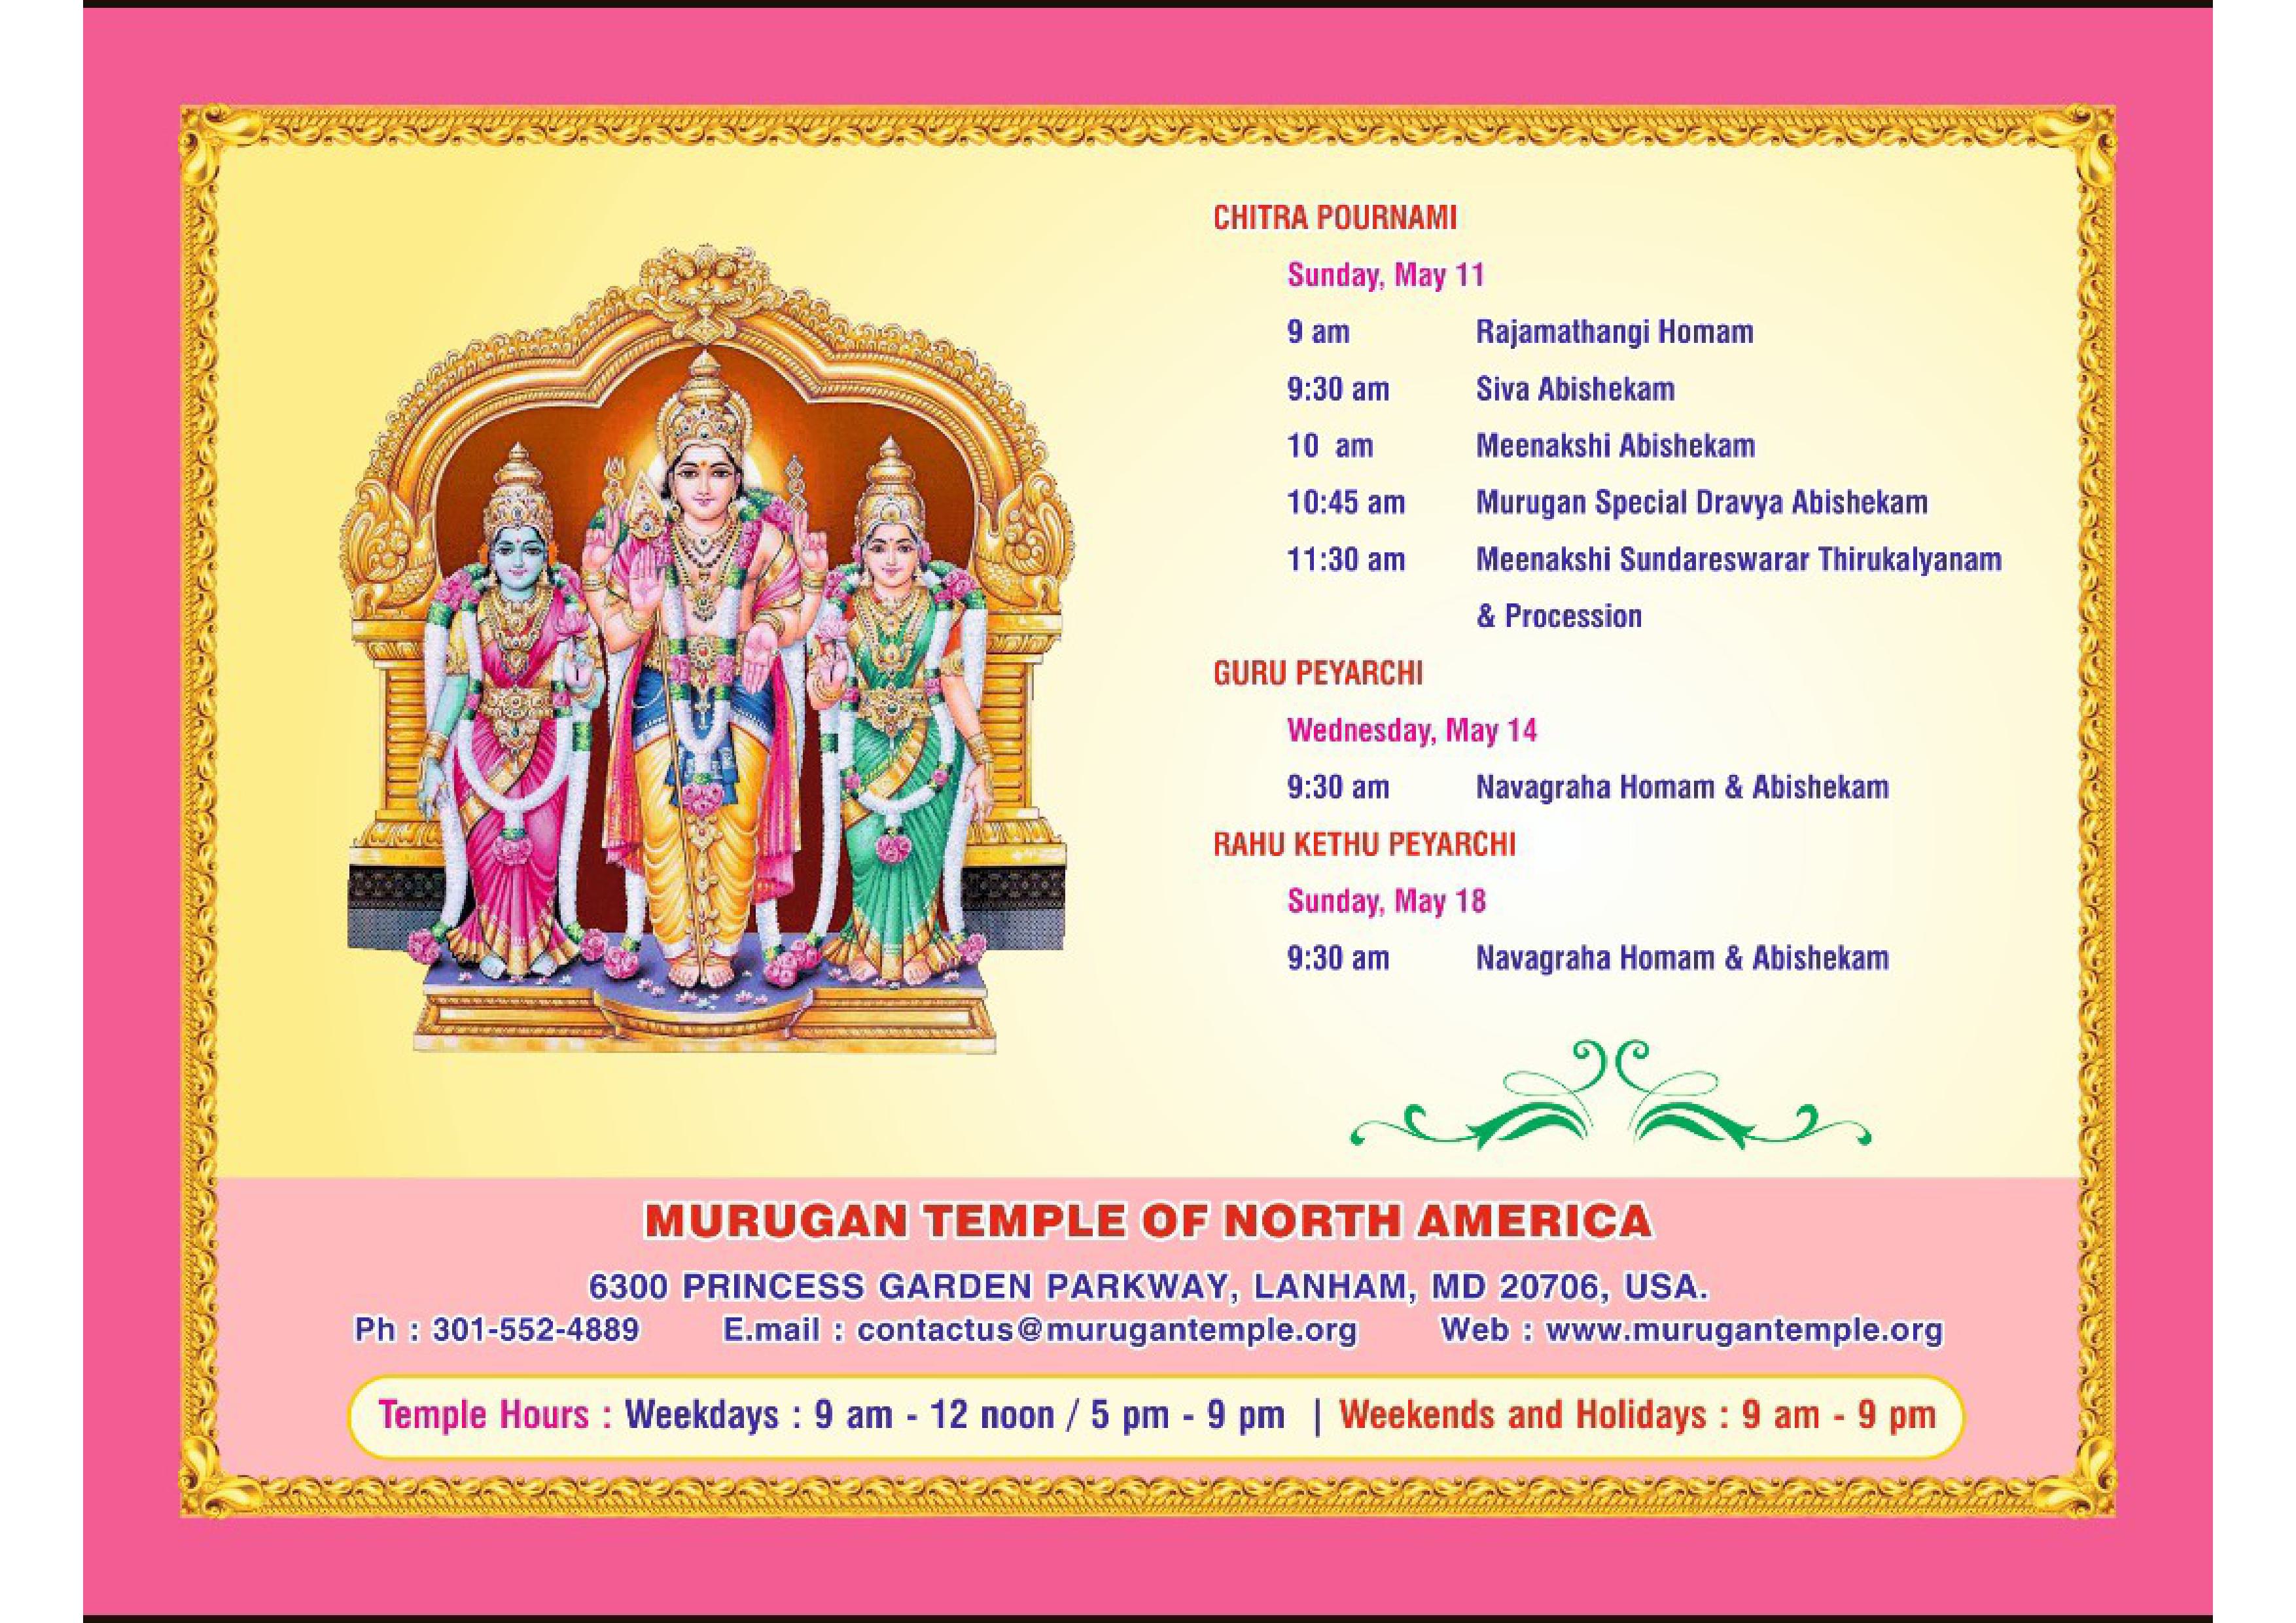 CHITRA POURNAMI
Sunday, May 11
9 am Rajamathangi Homam
9:30 am Siva Abishekam
10 am Meenakshi Abishekam
10:45 am Murugan Special Dravya Abishekam
11:30 am Meenakshi Sundareswarar Thirukalyanam
& Procession
GURU PEYARCHI
Wednesday, May 14
9:30 am Navagraha Homam & Abishekam
RAHU KETHU PEYARCHI
Sunday, May 18
9:30 am Navagraha Homam & Abishekam
MURUGAN TEMPLE OF NORTH AMERICA
6300 PRINCESS GARDEN PARKWAY, LANHAM, MD 20706, USA.
Ph : 301-552-4889 E.mail : contactus@murugantemple.org Web : www.murugantemple.org
Temple Hours : Weekdays : 9 am - 12 noon / 5 pm - 9 pm | Weekends and Holidays : 9 am - 9 pm